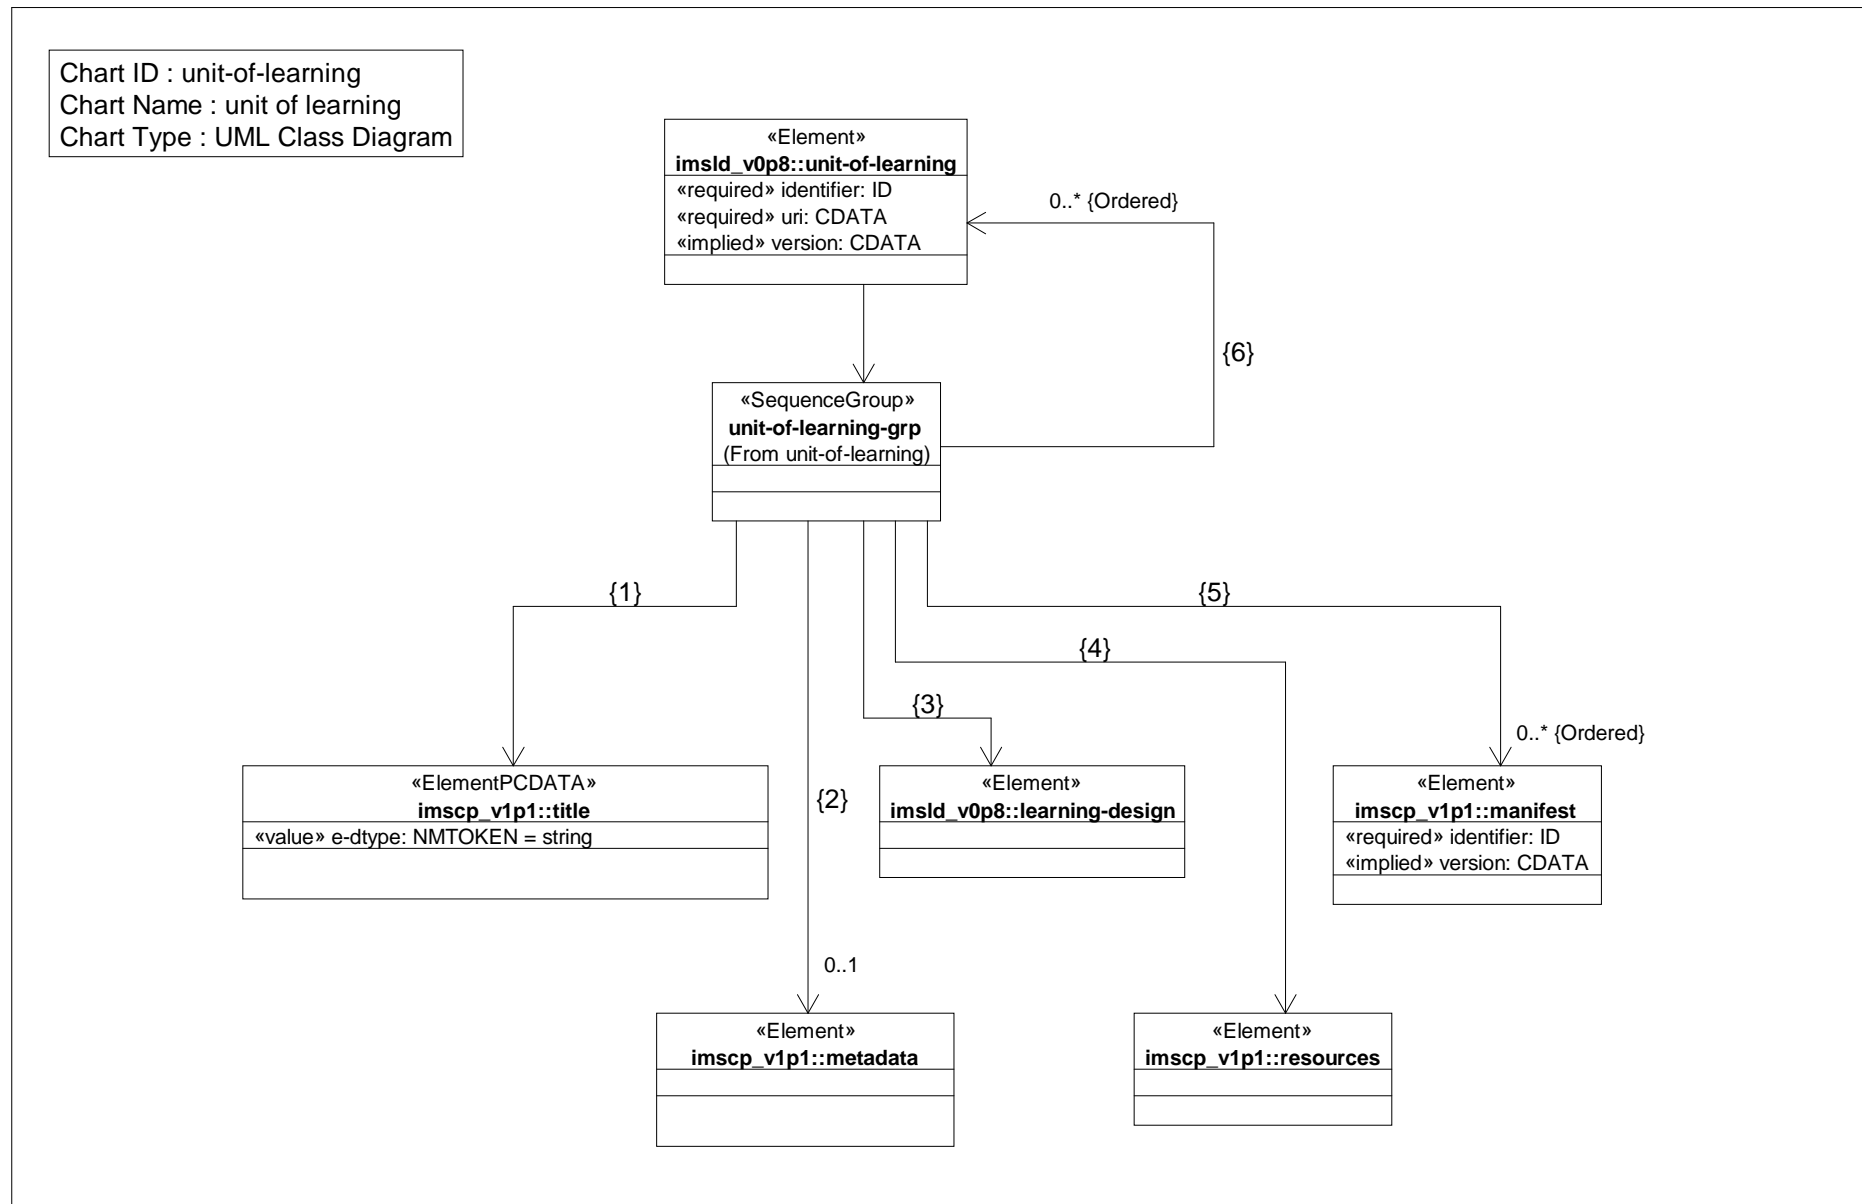 Chart ID : unit-of-learning
Chart Name : unit of learning
Chart Type : UML Class Diagram
«Element»
imsld_v0p8::unit-of-learning
«required» identifier: ID
«required» uri: CDATA
«implied» version: CDATA
0..* {Ordered}
{6}
«SequenceGroup»
unit-of-learning-grp
(From unit-of-learning)
{1}
{5}
{4}
{3}
{2}
0..* {Ordered}
«ElementPCDATA»
imscp_v1p1::title
«value» e-dtype: NMTOKEN = string
«Element»
imsld_v0p8::learning-design
«Element»
imscp_v1p1::manifest
«required» identifier: ID
«implied» version: CDATA
0..1
«Element»
imscp_v1p1::metadata
«Element»
imscp_v1p1::resources